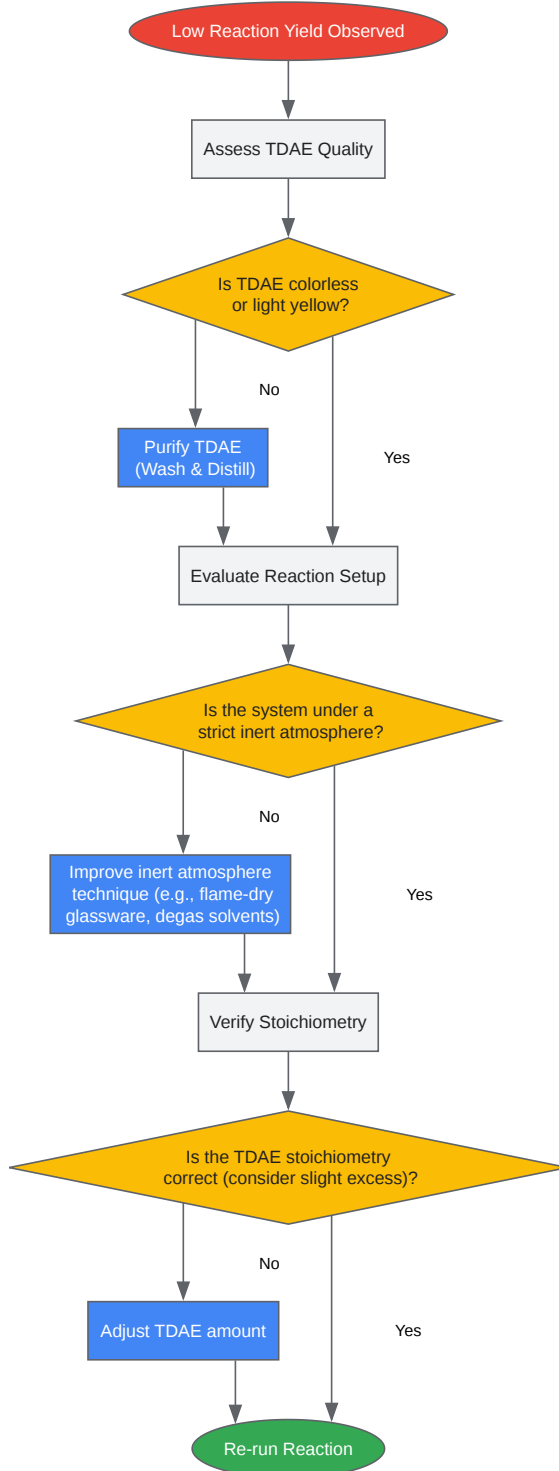 Low Reaction Yield Observed
Assess TDAE Quality
Is TDAE colorless
or light yellow?
No
Purify TDAE
(Wash & Distill)
Yes
Evaluate Reaction Setup
Is the system under a
strict inert atmosphere?
No
Improve inert atmosphere
technique (e.g., flame-dry
glassware, degas solvents)
Yes
Verify Stoichiometry
Is the TDAE stoichiometry
correct (consider slight excess)?
No
Adjust TDAE amount
Yes
Re-run Reaction